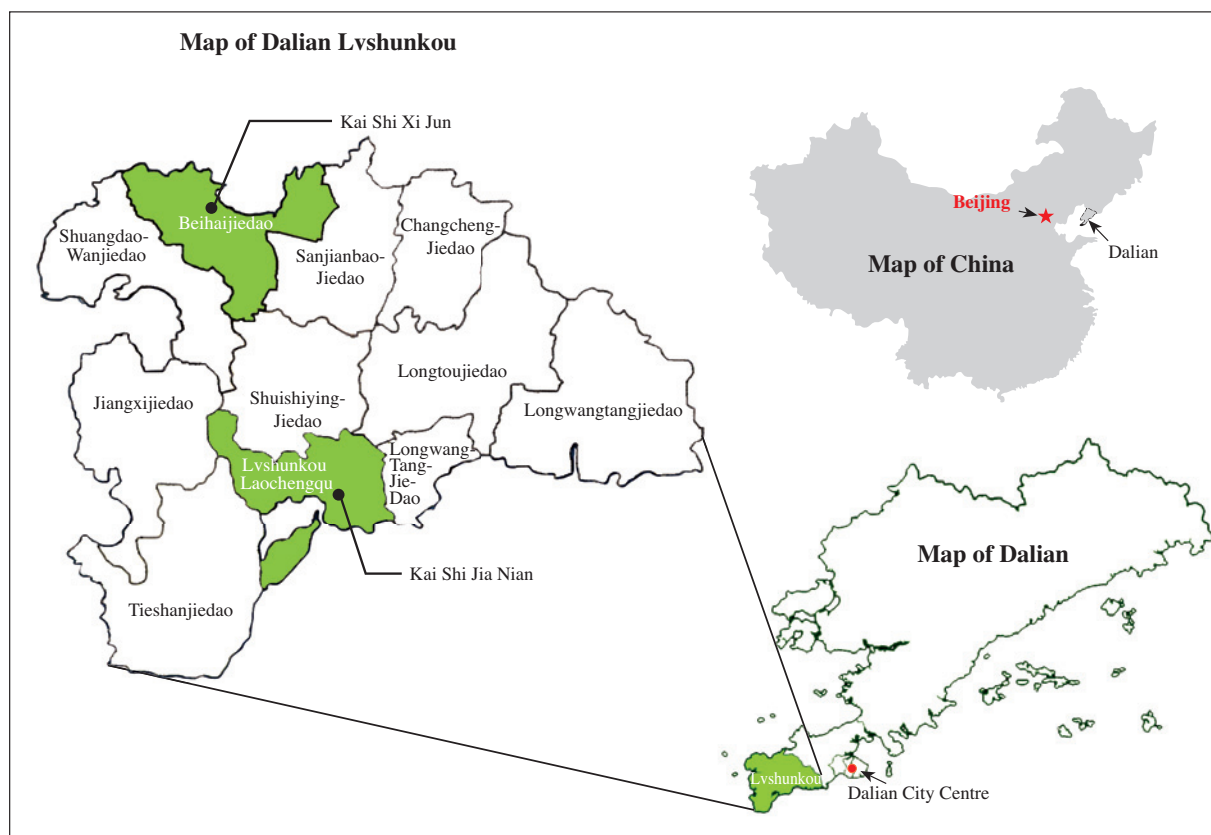 Map of Dalian Lvshunkou
Kai Shi Xi Jun
Beihaijiedao
Shuangdao-
Wanjiedao
Sanjianbao-
Jiedao
Changcheng-
Jiedao
Jiangxijiedao
Shuishiying-
Jiedao
Longtoujiedao
Longwangtangjiedao
Lvshunkou
Laochengqu
Longwang-
Tang-
Jie-
Dao
Kai Shi Jia Nian
Tieshanjiedao
Beijing
Dalian
Map of China
Map of Dalian
Lvshunkou
Dalian City Centre